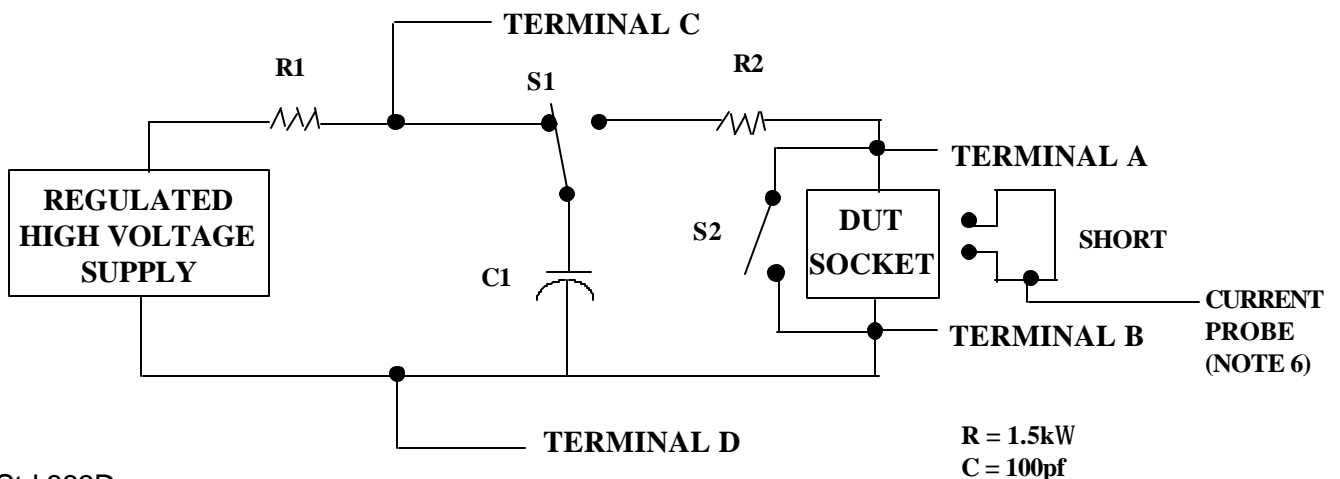 TERMINAL C
R1
S1
R2
TERMINAL A
REGULATED
HIGH VOLTAGE
SUPPLY
S2
DUT
SOCKET
SHORT
C1
CURRENT
PROBE
(NOTE 6)
TERMINAL B
TERMINAL D
R = 1.5kW
C = 100pf